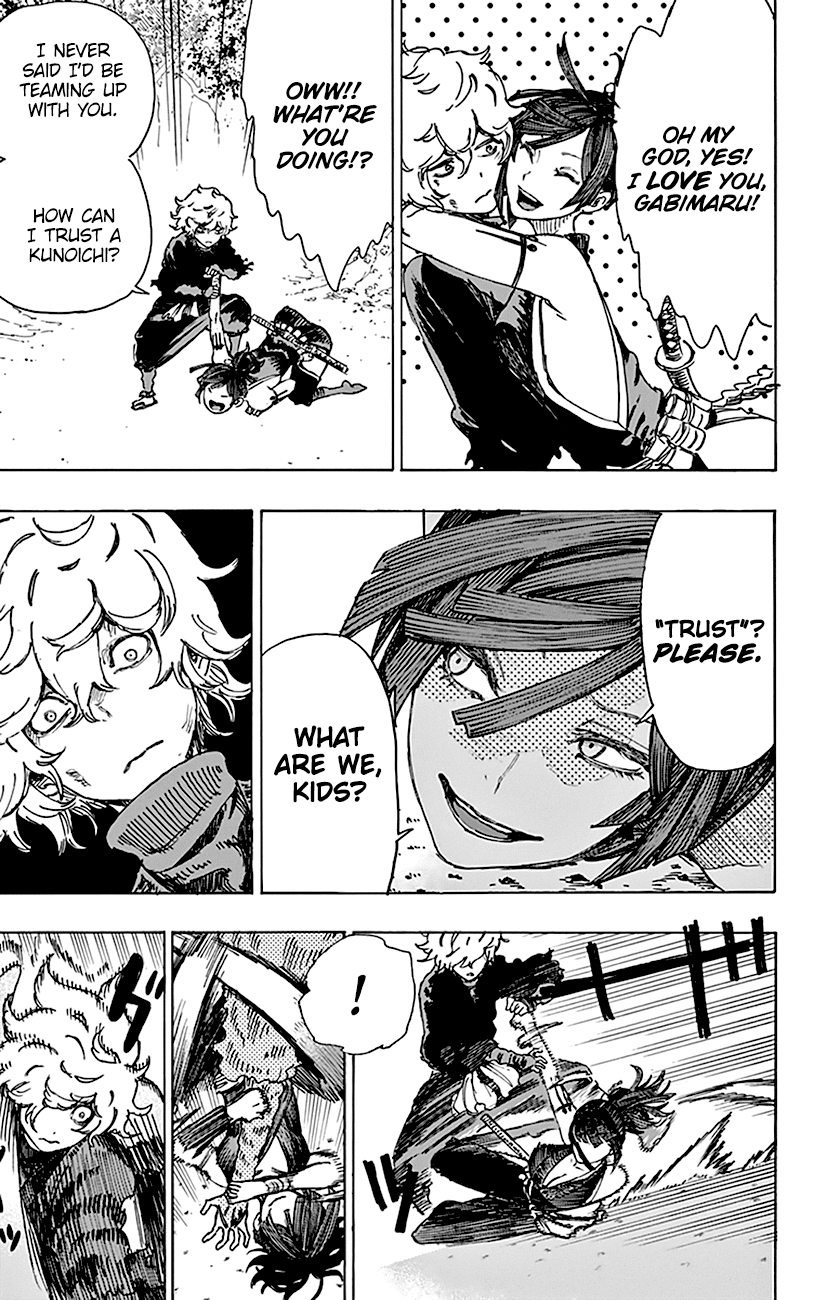 OH MY
GOD, YES!
I LOVE YOU,
GABIMARU!
OWW!!
WHAT'RE
YOU
DOING!?
I NEVER
SAID I'D BE
TEAMING UP
WITH YOU.
HOW CAN
I TRUST A
KUNOICHI?
"TRUST"?
PLEASE.
WHAT
ARE WE,
KIDS?
!